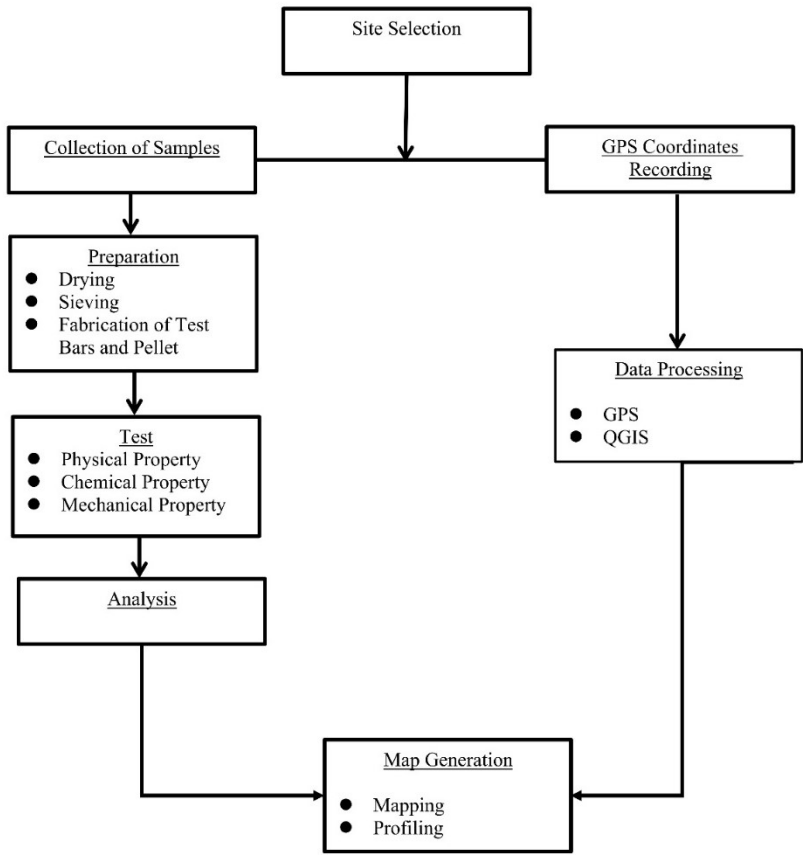 Site Selection
Collection of Samples
GPS Coordinates
Recording
Preparation
● Drying
● Sieving
● Fabrication of Test
Bars and Pellet
Data Processing
● GPS
● QGIS
Test
● Physical Property
● Chemical Property
● Mechanical Property
Analysis
Map Generation
● Mapping
● Profiling